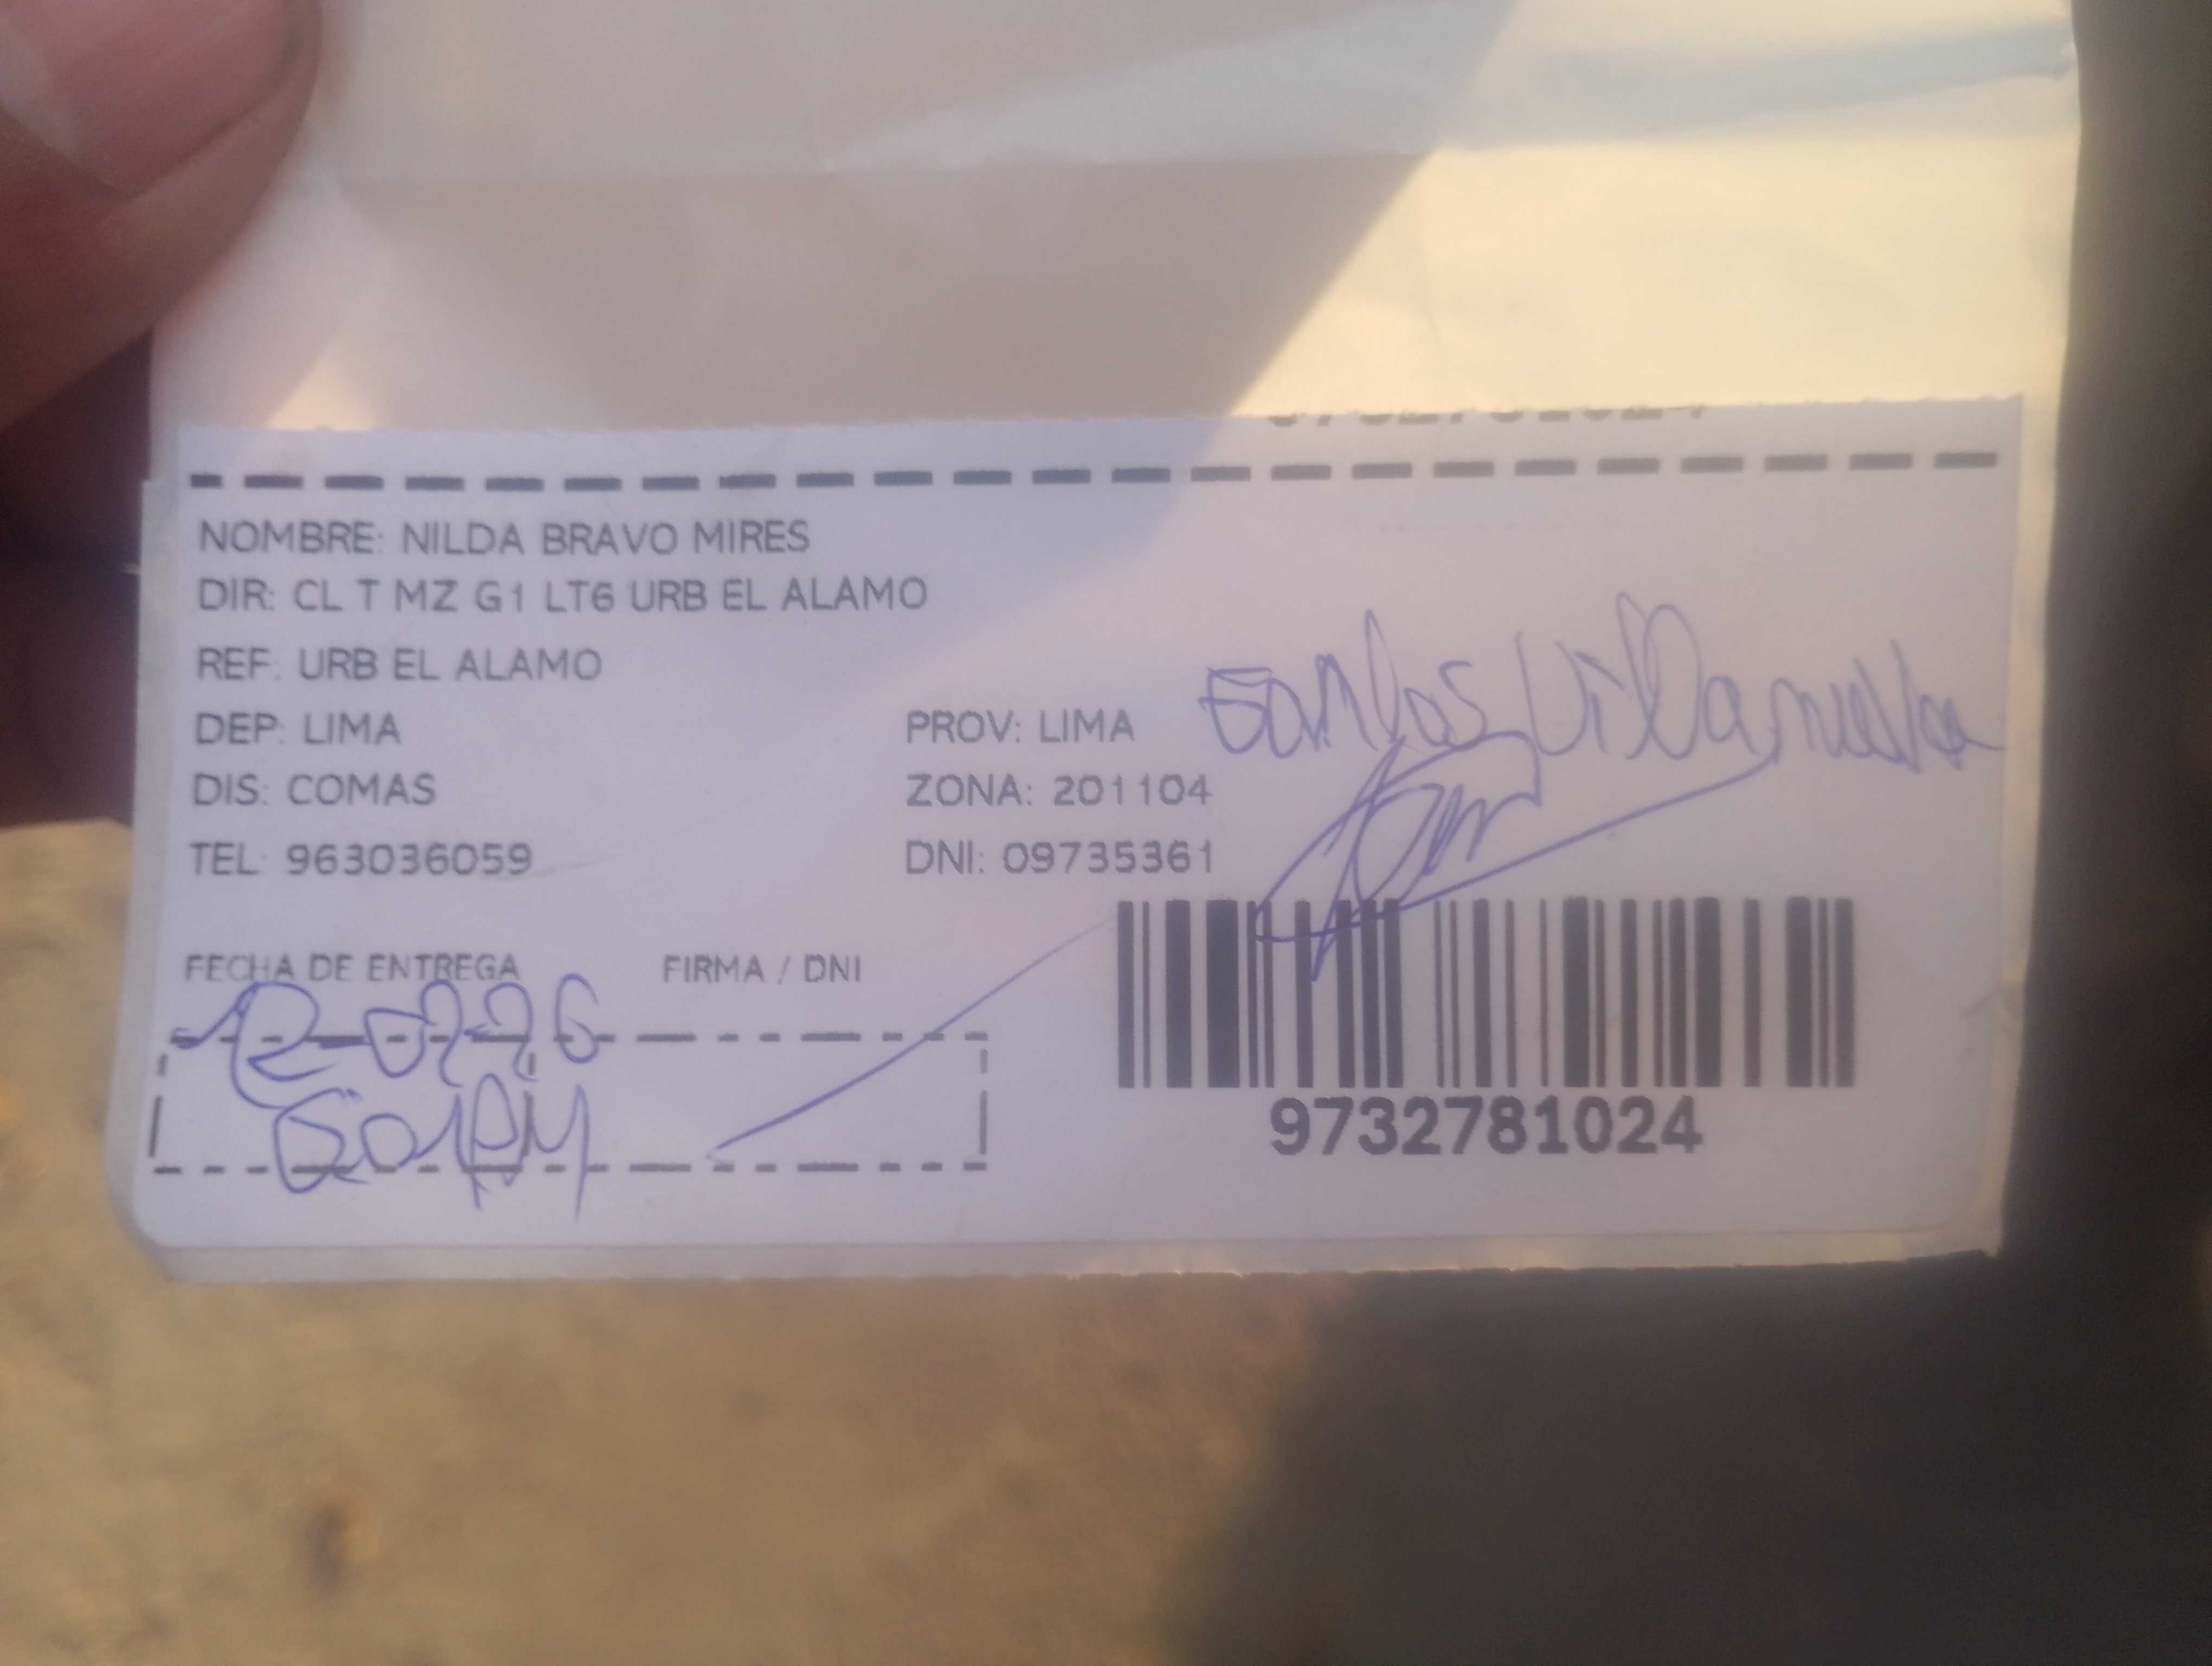 NOMBRE: NILDA BRAVO MIRES
DIR: CL T MZ G1 LT6 URB EL ALAMO
REF: URB EL ALAMO
DEP: LIMA
PROV: LIMA
Carlos Villanueva
DIS: COMAS
ZONA: 201104
TEL: 963036059
DNI: 09735361
FECHA DE ENTREGA
FIRMA / DNI
9732781024